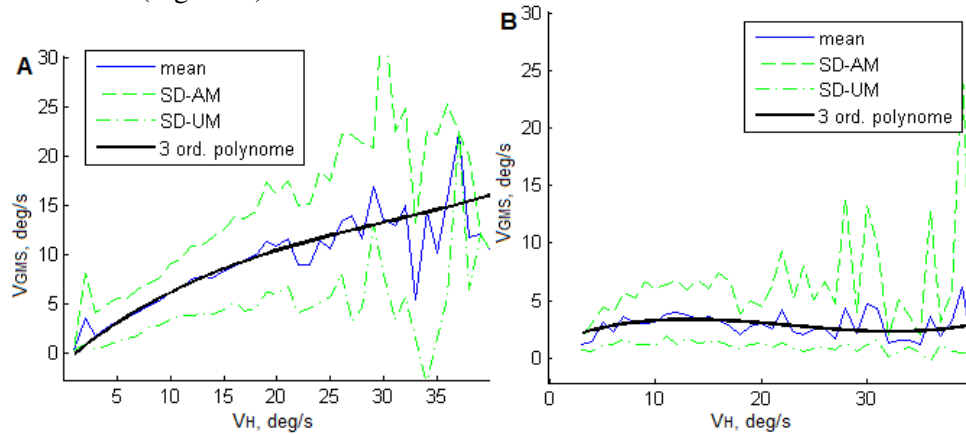 A
30
25
20
15
10
5
0
VGMS, deg/s
mean
SD-AM
SD-UM
3 ord. polynome
5 10 15 20 25 30 35
VH, deg/s
B
30
25
20
15
10
5
0
VGMS, deg/s
mean
SD-AM
SD-UM
3 ord. polynome
0 10 20 30
VH, deg/s